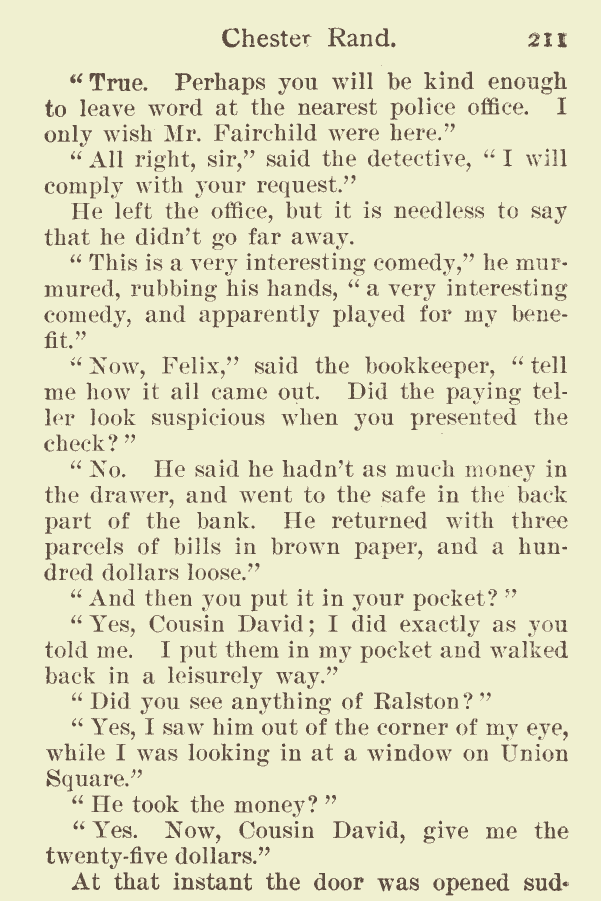 Chester Rand. 211
“True. Perhaps you will be kind enough
to leave word at the nearest police office. I
only wish Mr. Fairchild were here.”
“All right, sir,” said the detective, “I will
comply with your request.”
He left the office, but it is needless to say
that he didn’t go far away.
“This is a very interesting comedy,” he mur-
mured, rubbing his hands, “a very interesting
comedy, and apparently played for my bene-
fit.”
“Now, Felix,” said the bookkeeper, “tell
me how it all came out. Did the paying tel-
ler look suspicious when you presented the
check?”
“No. He said he hadn’t as much money in
the drawer, and went to the safe in the back
part of the bank. He returned with three
parcels of bills in brown paper, and a hun-
dred dollars loose.”
“And then you put it in your pocket?”
“Yes, Cousin David; I did exactly as you
told me. I put them in my pocket and walked
back in a leisurely way.”
“Did you see anything of Ralston?”
“Yes, I saw him out of the corner of my eye,
while I was looking in at a window on Union
Square.”
“He took the money?”
“Yes. Now, Cousin David, give me the
twenty-five dollars.”
At that instant the door was opened sud-